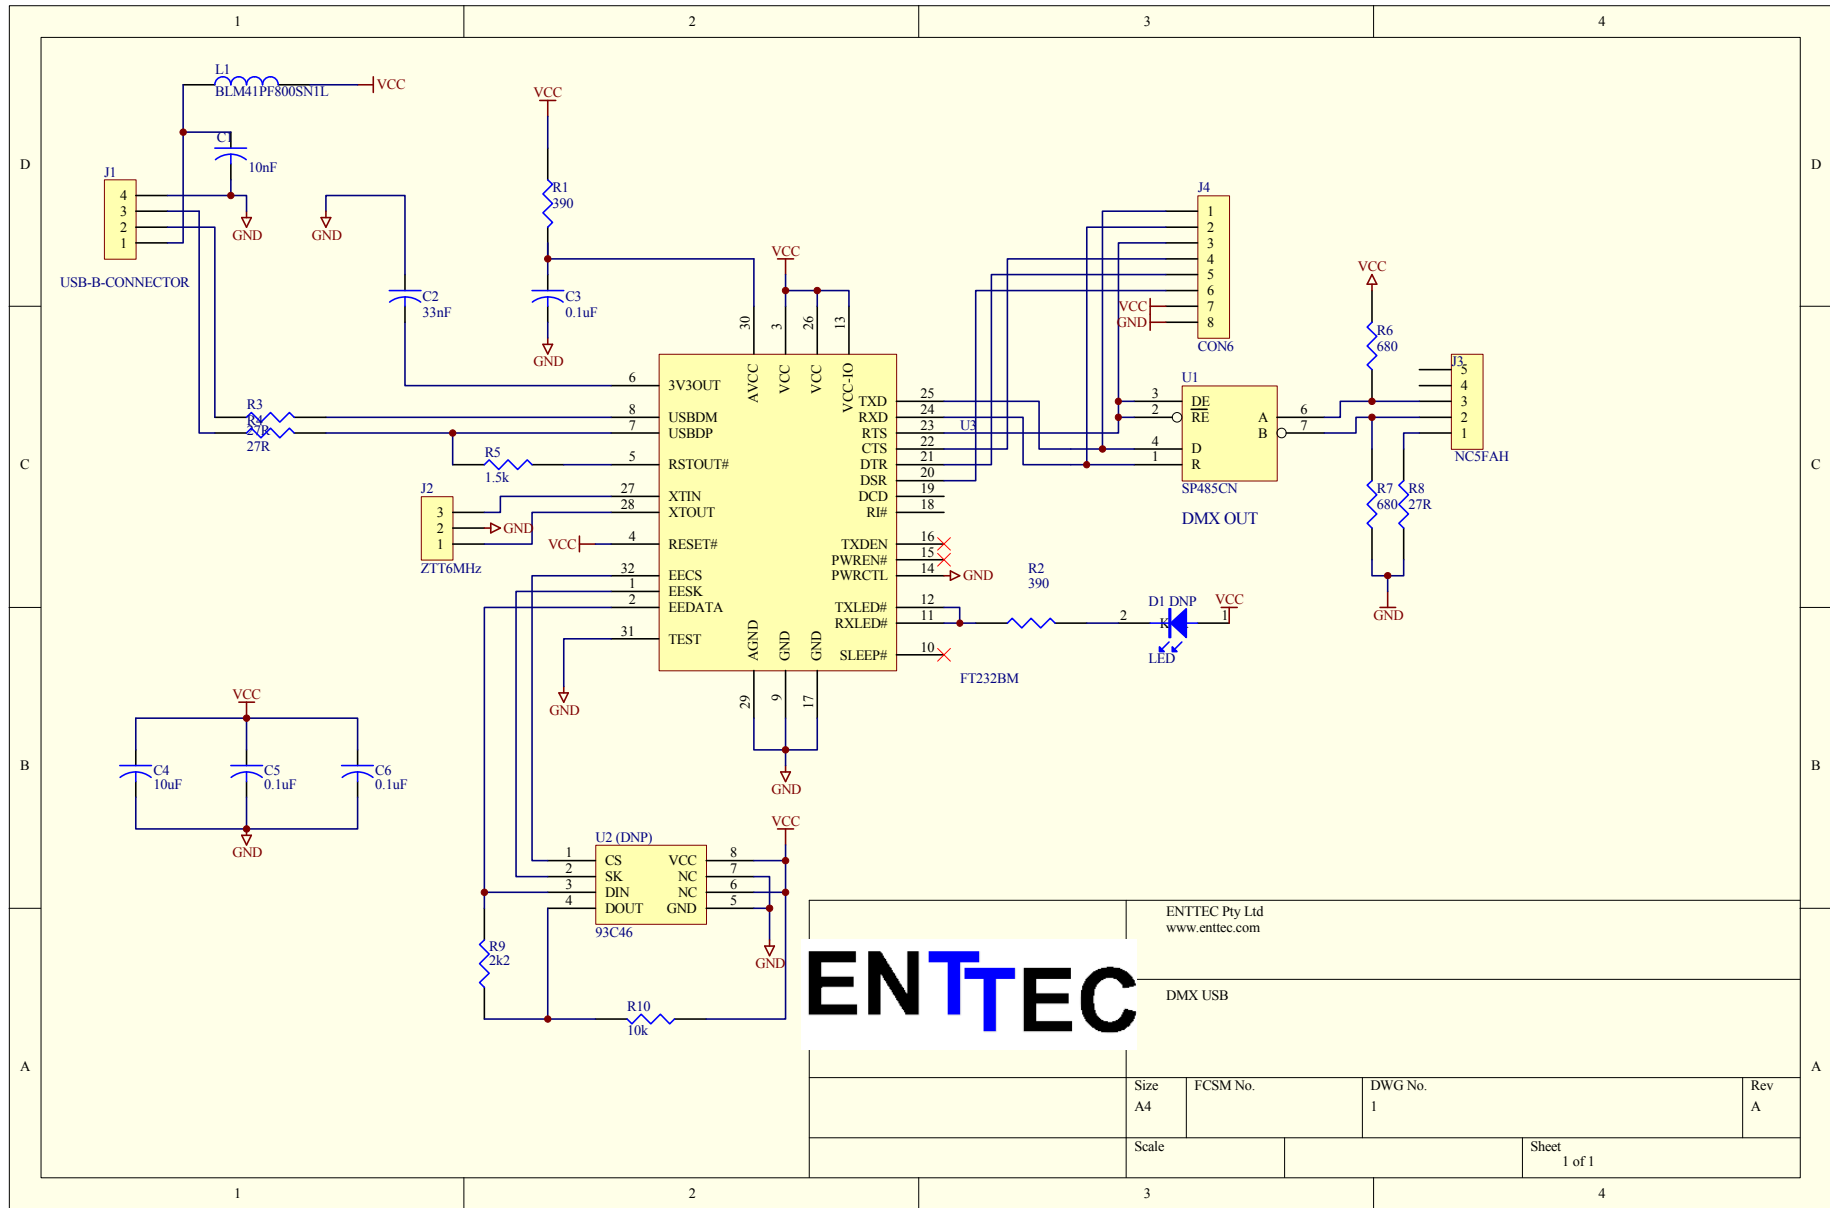 1 2 3 4
D D
C C
B B
A A
1 2 3 4
L1
BLM41PF800SN1L
VCC
C1
10nF
J1
4
3
2
1
GND
USB-B-CONNECTOR
GND
C2
33nF
VCC
R1
390
C3
0.1uF
GND
VCC
30
3
26
13
AVCC
VCC
VCC
VCC-IO
6 3V3OUT
8 USBDM
7 USBDP
5 RSTOUT#
27 XTIN
28 XTOUT
4 RESET#
32 EECS
1 EESK
2 EEDATA
31 TEST
R3
27R
R4
27R
R5
1.5k
J2
3
2
1
GND
ZTT6MHz
VCC
GND
TXD 25
RXD 24
RTS 23
CTS 22
DTR 21
DSR 20
DCD 19
RI# 18
TXDEN 16
PWREN# 15
PWRCTL 14
GND
TXLED# 12
RXLED# 11
SLEEP# 10
U3
FT232BM
AGND
GND
GND
29
9
17
GND
R2
390
2
D1 DNP
K
LED
1
VCC
J4
1
2
3
4
5
6
7
8
VCC
GND
CON6
U1
3 DE
2 RE
4 D
1 R
A 6
B 7
SP485CN
DMX OUT
VCC
R6
680
J3
5
4
3
2
1
NC5FAH
R7
680
R8
27R
GND
VCC
C4
10uF
C5
0.1uF
C6
0.1uF
GND
U2 (DNP)
1 CS
2 SK
3 DIN
4 DOUT
VCC 8
NC 7
NC 6
GND 5
93C46
VCC
GND
R9
2k2
R10
10k
ENTTEC
ENTTEC Pty Ltd
www.enttec.com
DMX USB
Size
A4
FCSM No.
DWG No.
1
Rev
A
Scale
Sheet
1 of 1